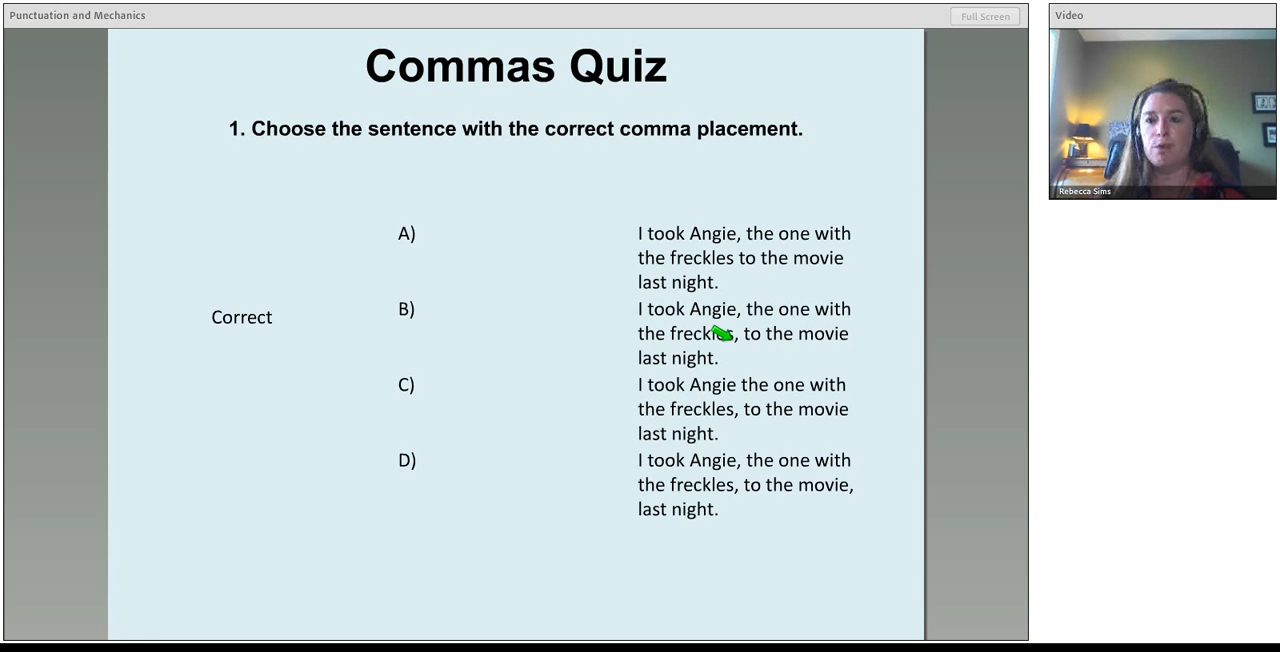 Punctuation and Mechanics
Full Screen
Video
Commas Quiz
1. Choose the sentence with the correct comma placement.
A)
I took Angie, the one with
the freckles to the movie
last night.
Correct
B)
I took Angie, the one with
the freckles, to the movie
last night.
C)
I took Angie the one with
the freckles, to the movie
last night.
D)
I took Angie, the one with
the freckles, to the movie,
last night.
Rebecca Sims